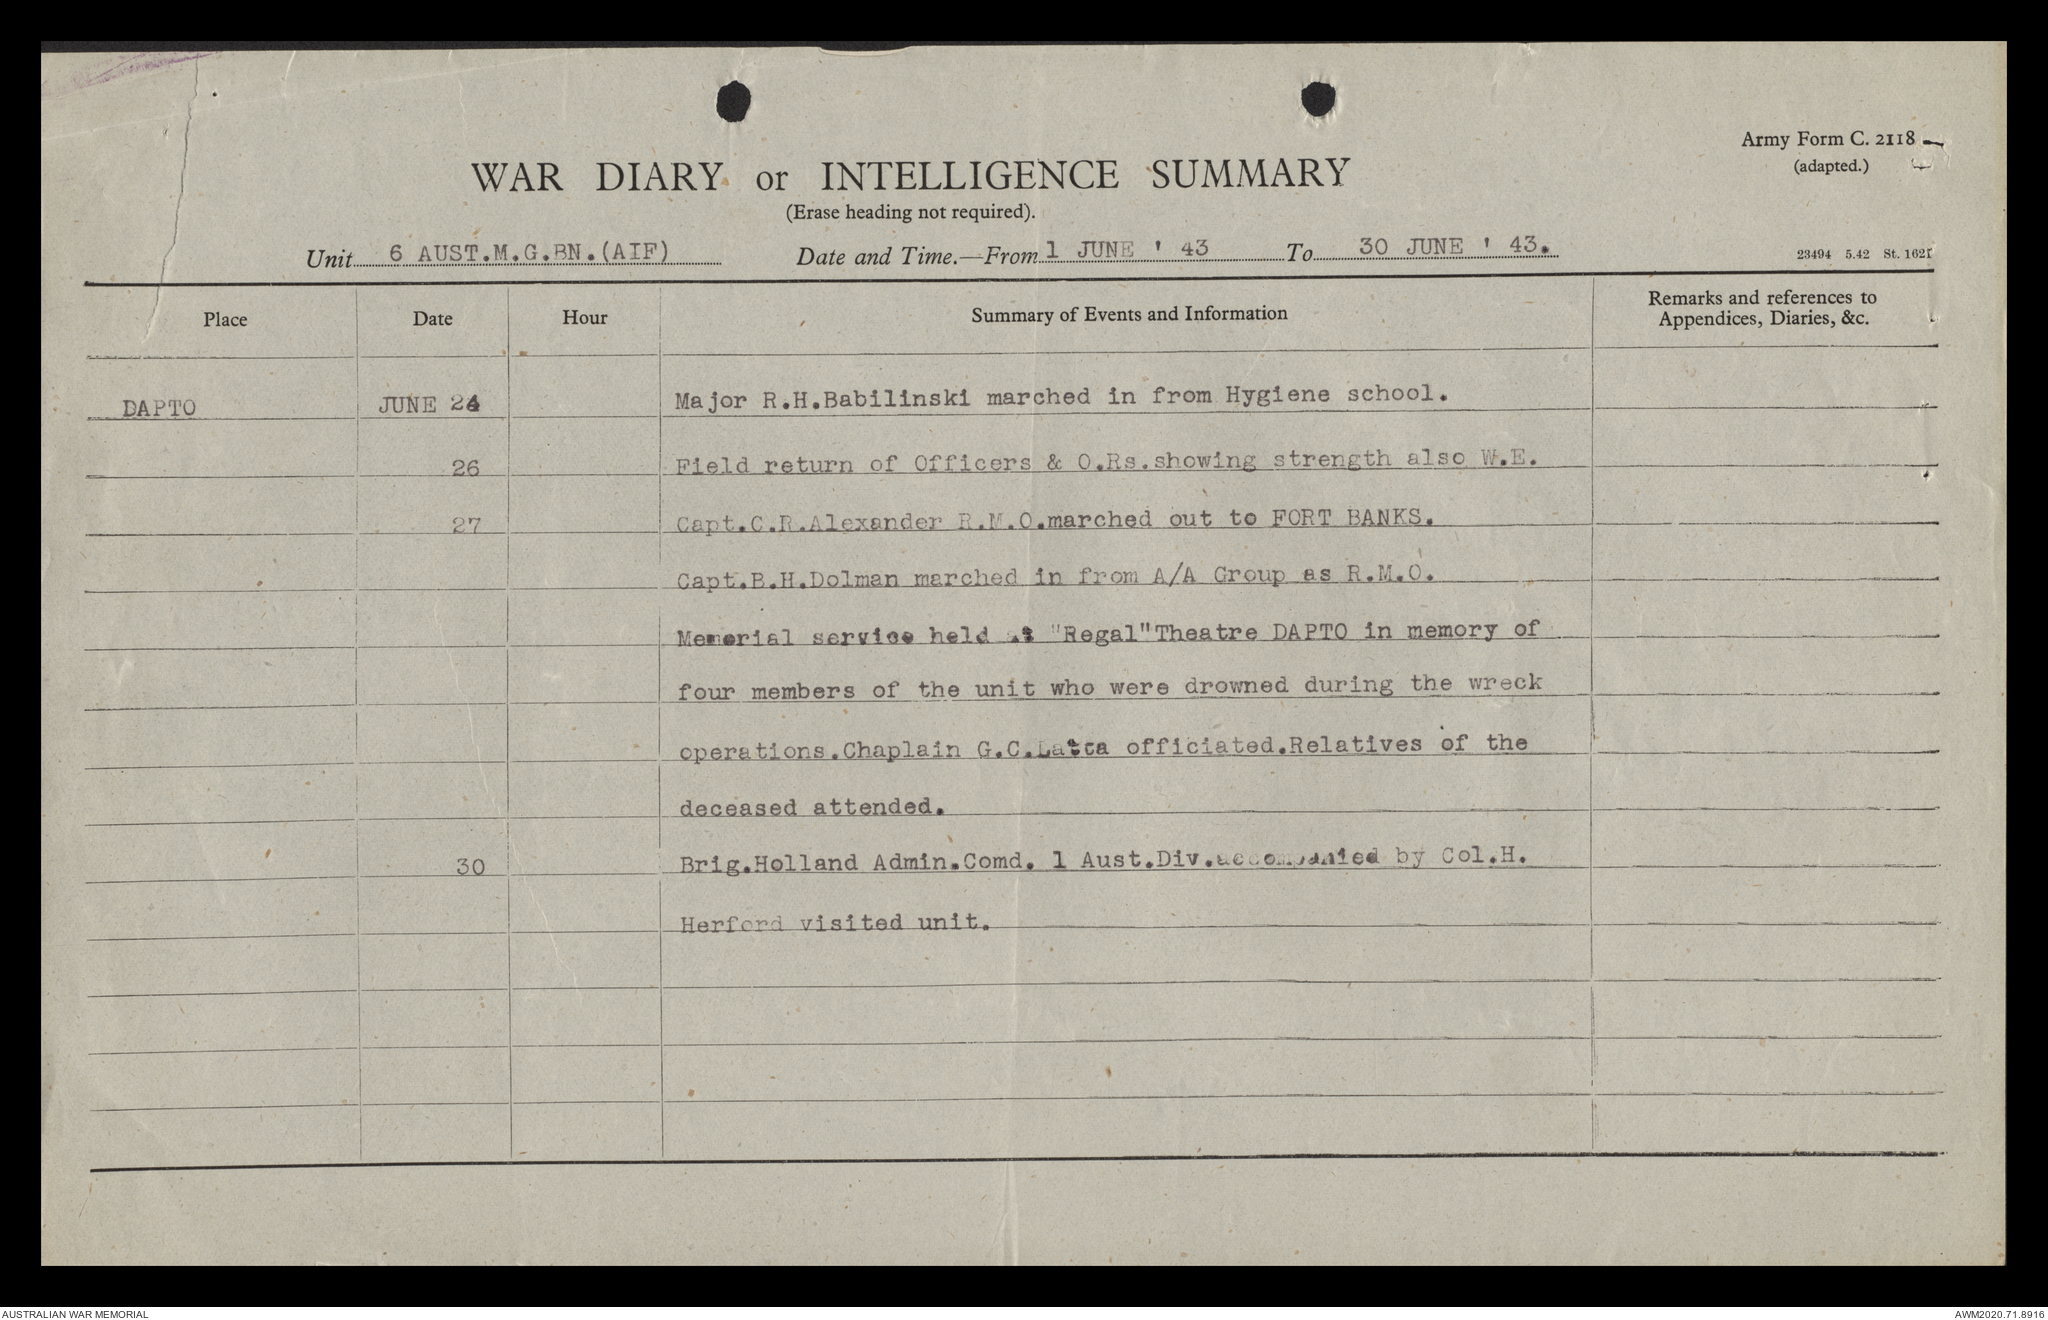 Army Form C. 2118
(adapted.)
WAR DIARY or INTELLIGENCE SUMMARY
(Erase heading not required).
Unit 6 AUST.M.G.BN.(AIF) Date and Time.—From 1 JUNE ' 43 To 30 JUNE ' 43.
23494 5.42 St. 1621
Place Date Hour Summary of Events and Information Remarks and references to
Appendices, Diaries, &c.
DAPTO JUNE 24 Major R.H.Babilinski marched in from Hygiene school.
26 Field return of Officers & O.Rs.showing strength also W.E.
27 Capt.C.R.Alexander R.M.O.marched out to FORT BANKS.
Capt.B.H.Dolman marched in from A/A Group as R.M.O.
Memorial service held at "Regal"Theatre DAPTO in memory of
four members of the unit who were drowned during the wreck
operations.Chaplain G.C.Latta officiated.Relatives of the
deceased attended.
30 Brig.Holland Admin.Comd. 1 Aust.Div.accompanied by Col.H.
Herford visited unit.
AUSTRALIAN WAR MEMORIAL
AWM2020.71.8916